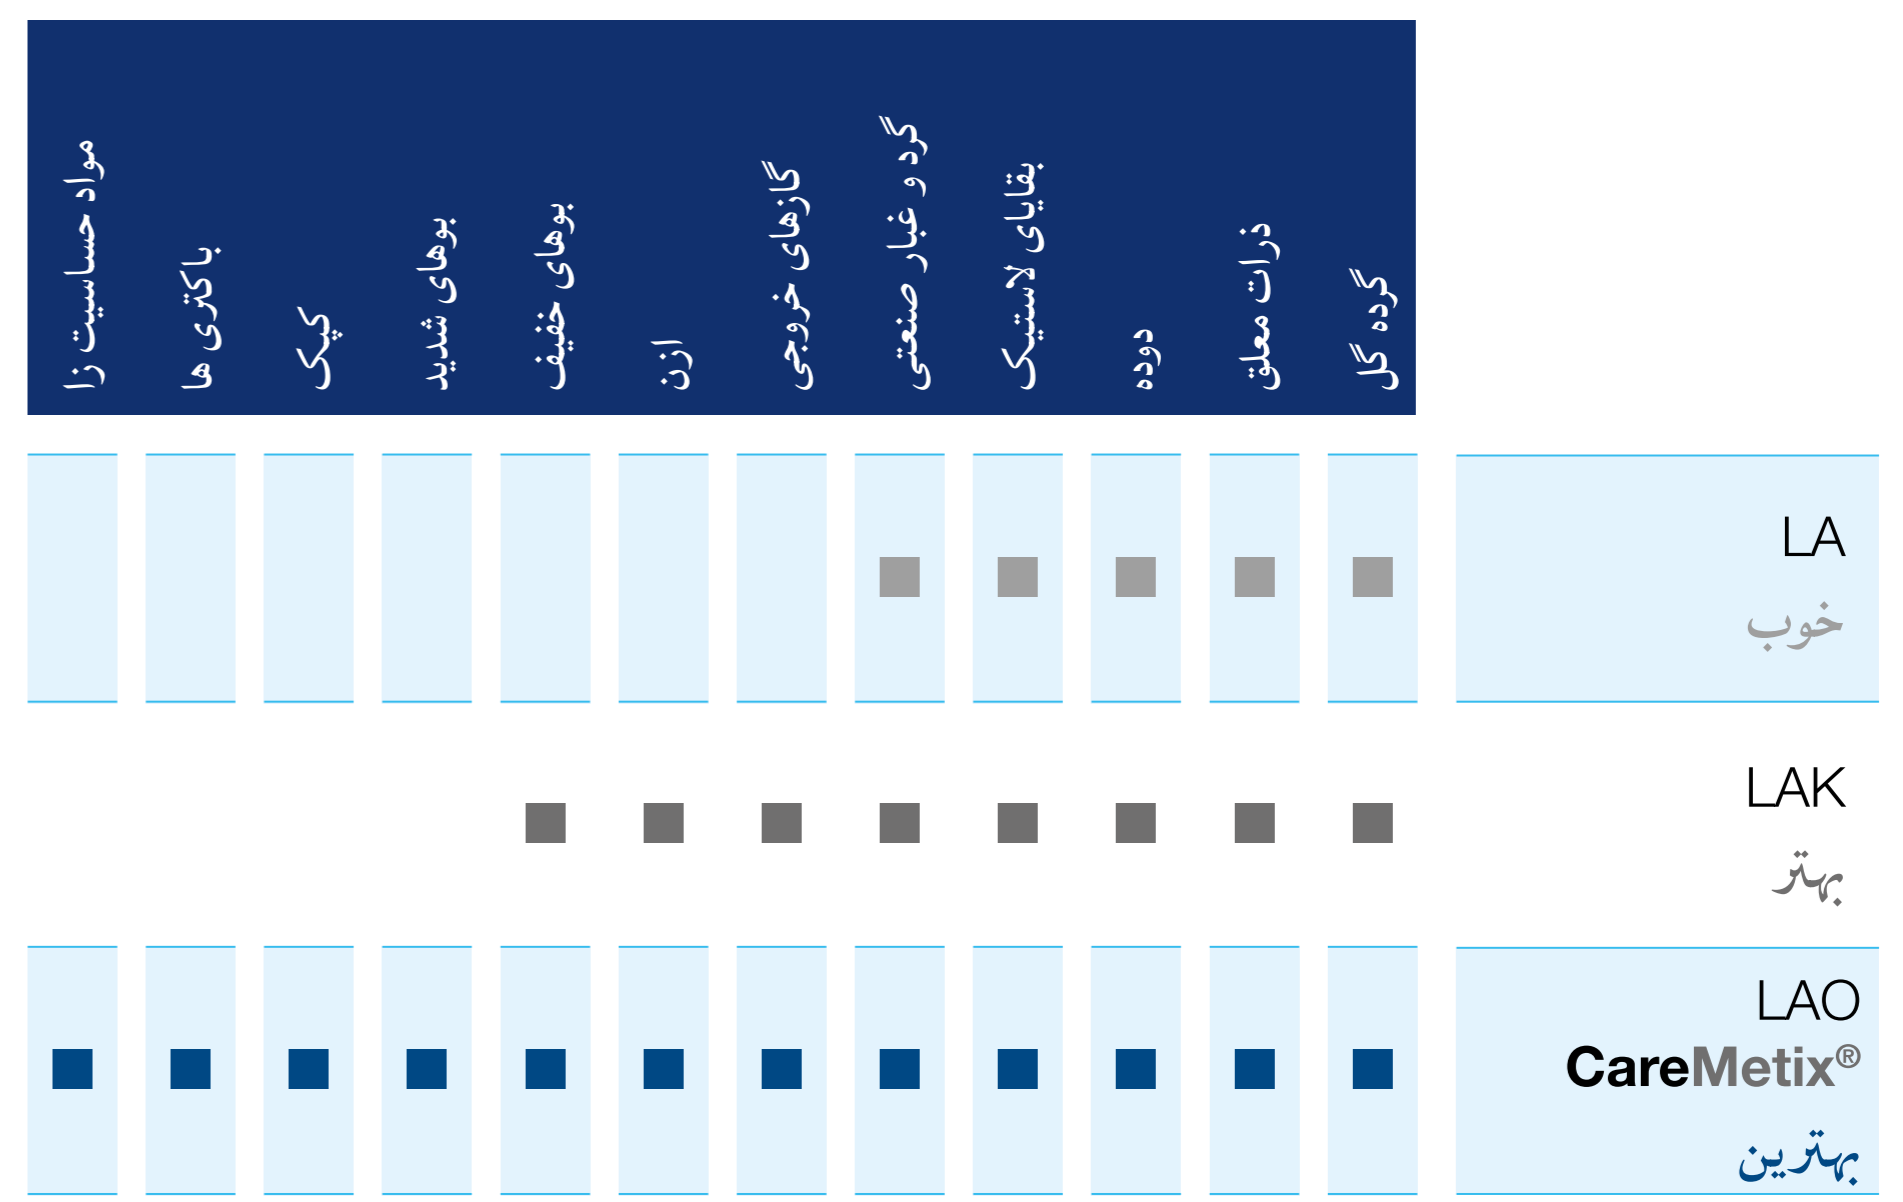 گرده گل
ذرات معلق
دوده
بقایای لاستیک
گرد و غبار صنعتی
گازهای خروجی
ازن
بوهای خفیف
بوهای شدید
کپک
باکتری ها
مواد حساسیت زا
LA
خوب
LAK
بهتر
LAO
CareMetix®
بهترین